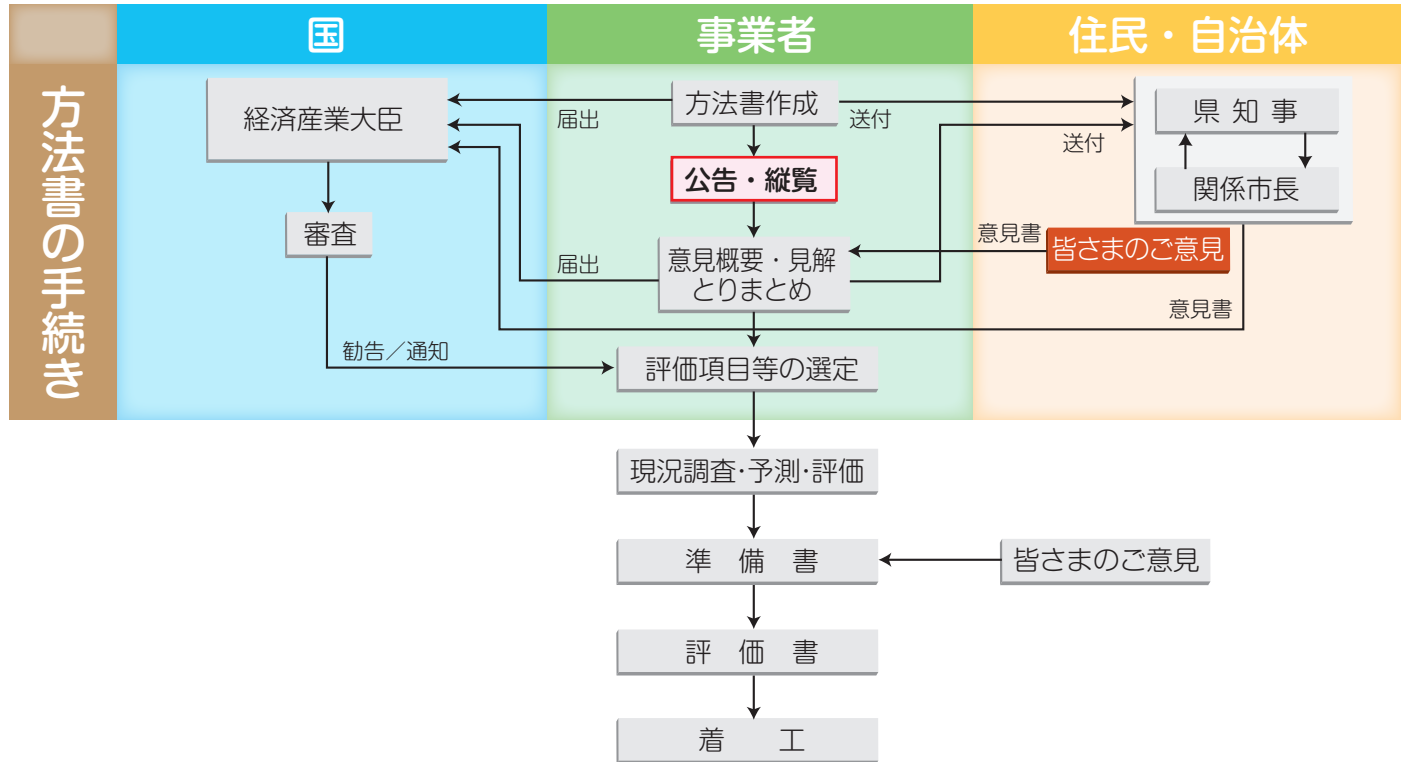 国
事業者
住民・自治体
方法書の手続き
経済産業大臣
届出
方法書作成
送付
県知事
送付
公告・縦覧
関係市長
審査
意見書
皆さまのご意見
届出
意見概要・見解
とりまとめ
意見書
勧告／通知
評価項目等の選定
現況調査・予測・評価
準備書
皆さまのご意見
評価書
着工